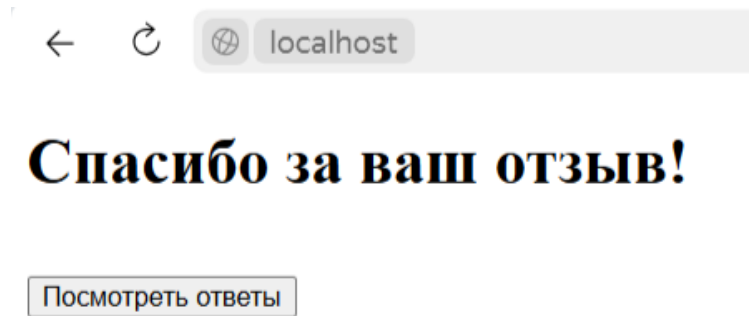 localhost
Спасибо за ваш отзыв!
Посмотреть ответы